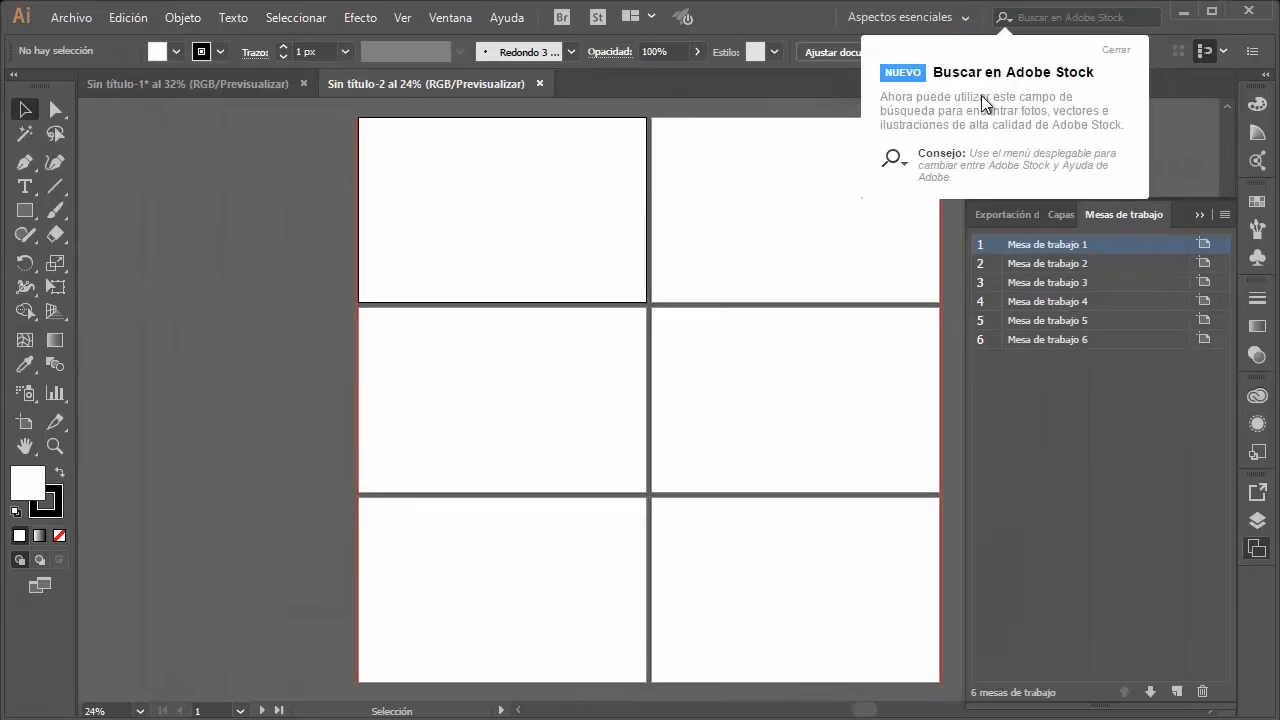 Ai Archivo Edición Objeto Texto Seleccionar Efecto Ver Ventana Ayuda Br St Aspectos esenciales Buscar en Adobe Stock
No hay selección Trazo: 1 px Redondo 3 ... Opacidad: 100% Estilo: Ajustar docu
Cerrar
NUEVO Buscar en Adobe Stock
Ahora puede utilizar este campo de
búsqueda para encontrar fotos, vectores e
ilustraciones de alta calidad de Adobe Stock.
Consejo: Use el menú desplegable para
cambiar entre Adobe Stock y Ayuda de
Adobe.
Sin título-1* al 32% (RGB/Previsualizar) × Sin título-2 al 24% (RGB/Previsualizar) ×
Exportación d Capas Mesas de trabajo
1 Mesa de trabajo 1
2 Mesa de trabajo 2
3 Mesa de trabajo 3
4 Mesa de trabajo 4
5 Mesa de trabajo 5
6 Mesa de trabajo 6
6 mesas de trabajo
24% 1 Selección